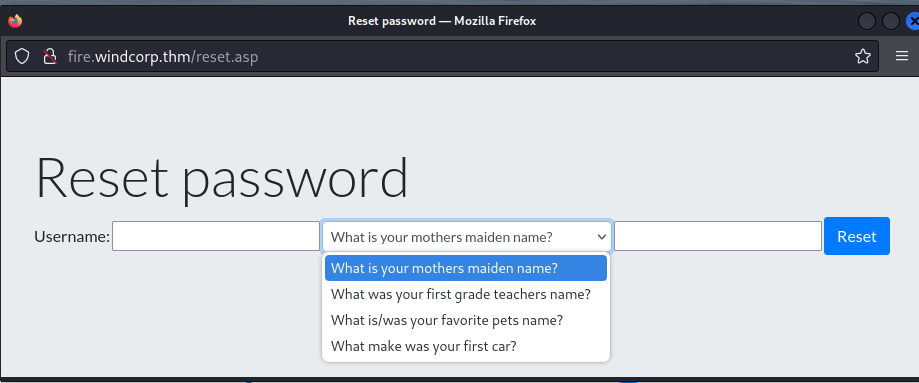 Reset password — Mozilla Firefox
fire.windcorp.thm/reset.asp
Reset password
Username: What is your mothers maiden name? Reset
What is your mothers maiden name?
What was your first grade teachers name?
What is/was your favorite pets name?
What make was your first car?